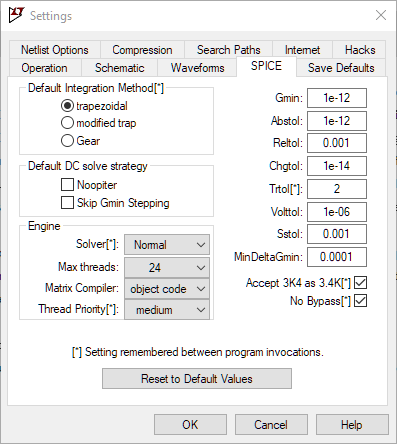 Settings
Netlist Options Compression Search Paths Internet Hacks
Operation Schematic Waveforms SPICE Save Defaults
Default Integration Method[*]
trapezoidal
modified trap
Gear
Default DC solve strategy
Noopiter
Skip Gmin Stepping
Engine
Solver[*]: Normal
Max threads: 24
Matrix Compiler: object code
Thread Priority[*]: medium
Gmin: 1e-12
Abstol: 1e-12
Reltol: 0.001
Chgtol: 1e-14
Trtol[*]: 2
Volttol: 1e-06
Sstol: 0.001
MinDeltaGmin: 0.0001
Accept 3K4 as 3.4K[*]
No Bypass[*]
[*] Setting remembered between program invocations.
Reset to Default Values
OK Cancel Help